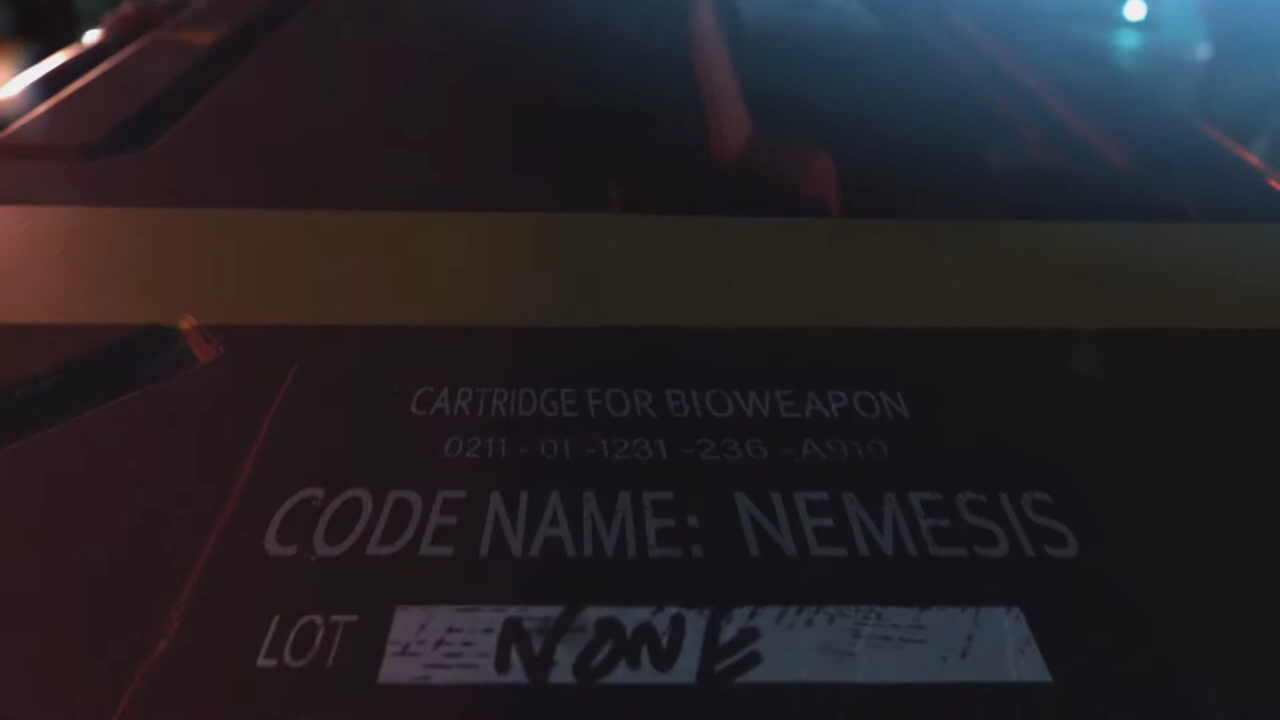 CARTRIDGE FOR BIOWEAPON
0211 - 01 -1231 -236 -A910
CODE NAME: NEMESIS
LOT NONE